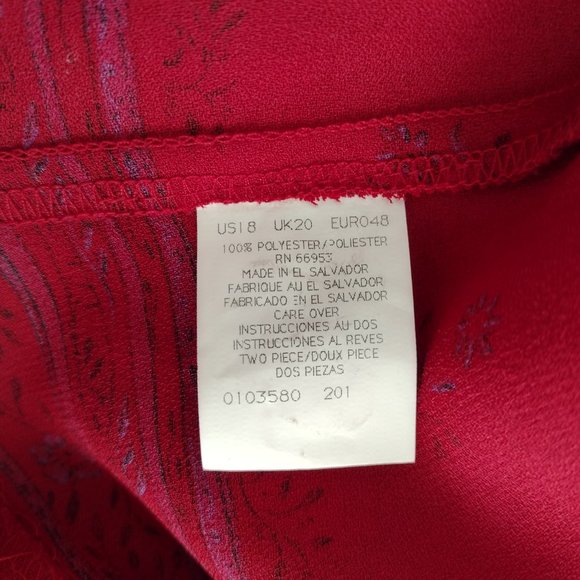 US18 UK20 EURO48
100% POLYESTER/POLIESTER
RN 66953
MADE IN EL SALVADOR
FABRIQUE AU EL SALVADOR
FABRICADO EN EL SALVADOR
CARE OVER
INSTRUCCIONES AU DOS
INSTRUCCIONES AL REVES
TWO PIECE/DOUX PIECE
DOS PIEZAS
0103580 201